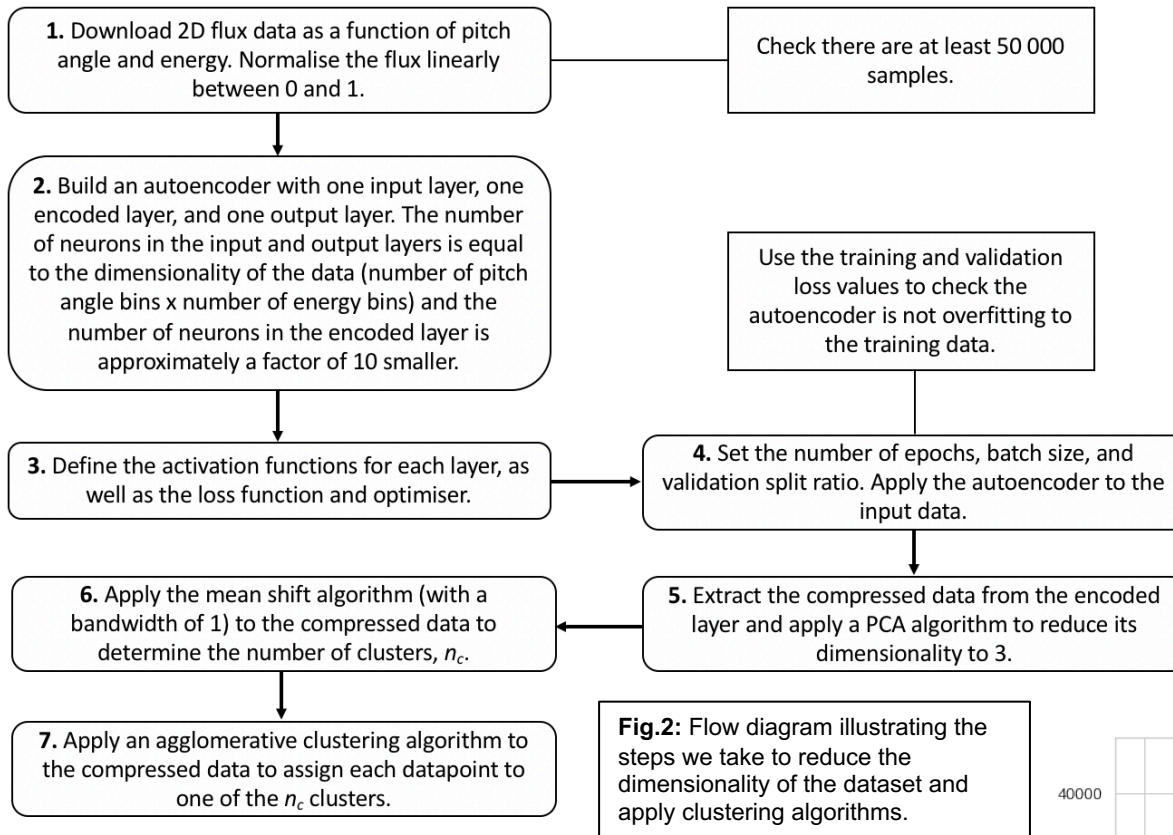 1. Download 2D flux data as a function of pitch
angle and energy. Normalise the flux linearly
between 0 and 1.
Check there are at least 50 000
samples.
2. Build an autoencoder with one input layer, one
encoded layer, and one output layer. The number
of neurons in the input and output layers is equal
to the dimensionality of the data (number of pitch
angle bins x number of energy bins) and the
number of neurons in the encoded layer is
approximately a factor of 10 smaller.
Use the training and validation
loss values to check the
autoencoder is not overfitting to
the training data.
3. Define the activation functions for each layer, as
well as the loss function and optimiser.
4. Set the number of epochs, batch size, and
validation split ratio. Apply the autoencoder to the
input data.
5. Extract the compressed data from the encoded
layer and apply a PCA algorithm to reduce its
dimensionality to 3.
6. Apply the mean shift algorithm (with a
bandwidth of 1) to the compressed data to
determine the number of clusters, n_c.
7. Apply an agglomerative clustering algorithm to
the compressed data to assign each datapoint to
one of the n_c clusters.
Fig.2: Flow diagram illustrating the
steps we take to reduce the
dimensionality of the dataset and
apply clustering algorithms.
40000